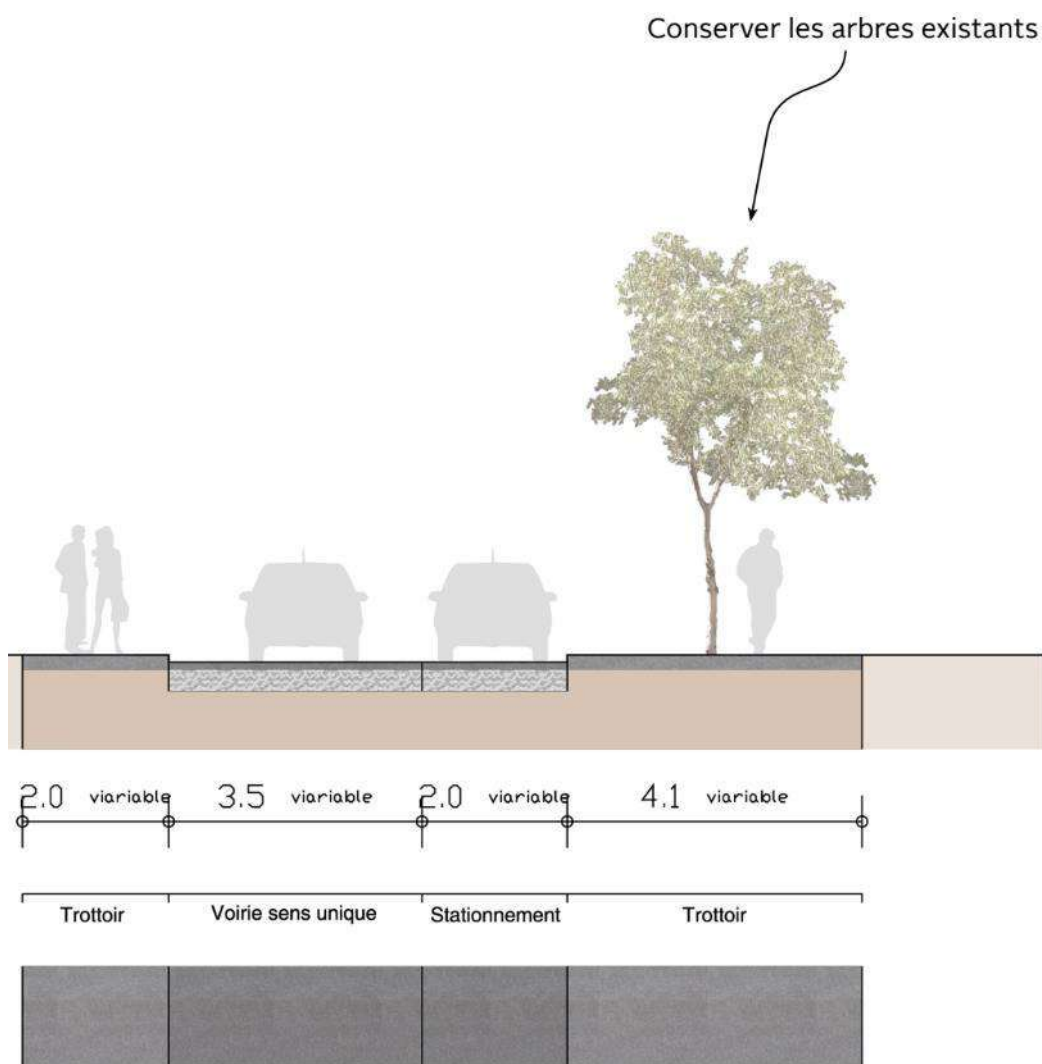 Conserver les arbres existants
2.0 viariable 3.5 viariable 2.0 viariable 4.1 viariable
Trottoir Voirie sens unique Stationnement Trottoir